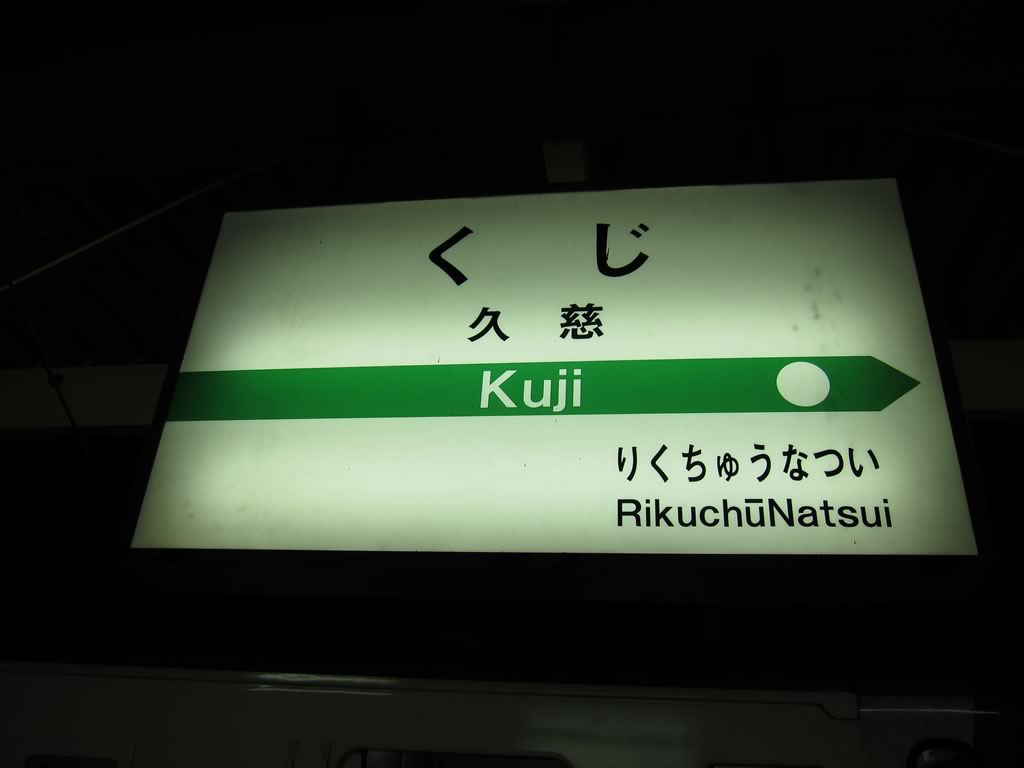 くじ
久慈
Kuji
りくちゅうなつい
RikuchūNatsui